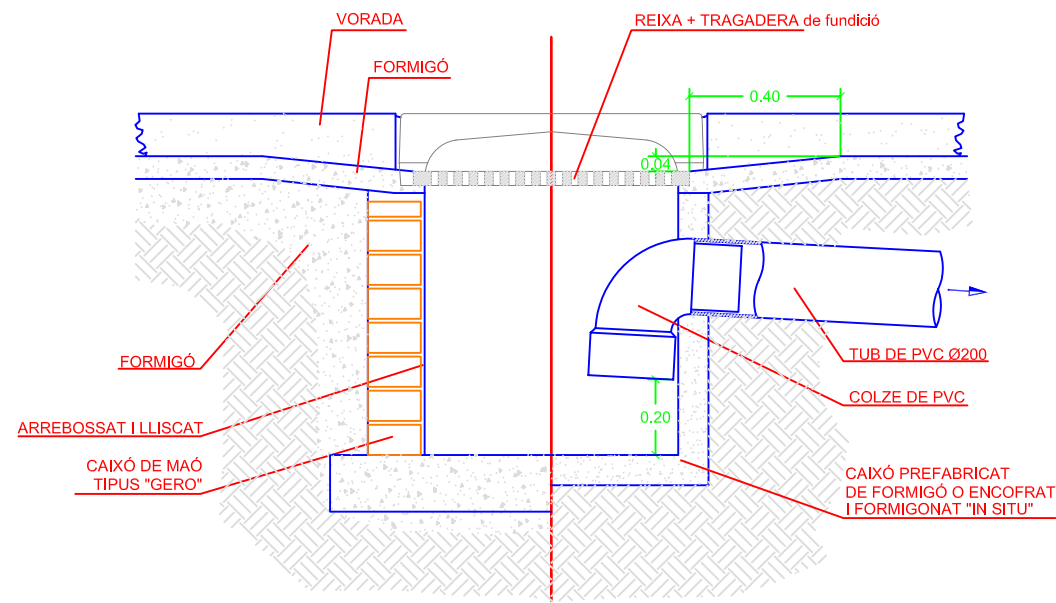 VORADA
REIXA + TRAGADERA de fundició
FORMIGÓ
0.40
0.04
FORMIGÓ
TUB DE PVC Ø200
COLZE DE PVC
0.20
ARREBOSSAT I LLISCAT
CAIXÓ DE MAÓ
TIPUS "GERO"
CAIXÓ PREFABRICAT
DE FORMIGÓ O ENCOFRAT
I FORMIGONAT "IN SITU"